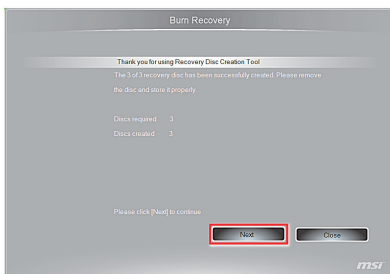 Burn Recovery
Thank you for using Recovery Disc Creation Tool
The 3 of 3 recovery disc has been successfully created. Please remove
the disc and store it properly.
Discs required 3
Discs created 3
Please click [Next] to continue
Next Close
msi